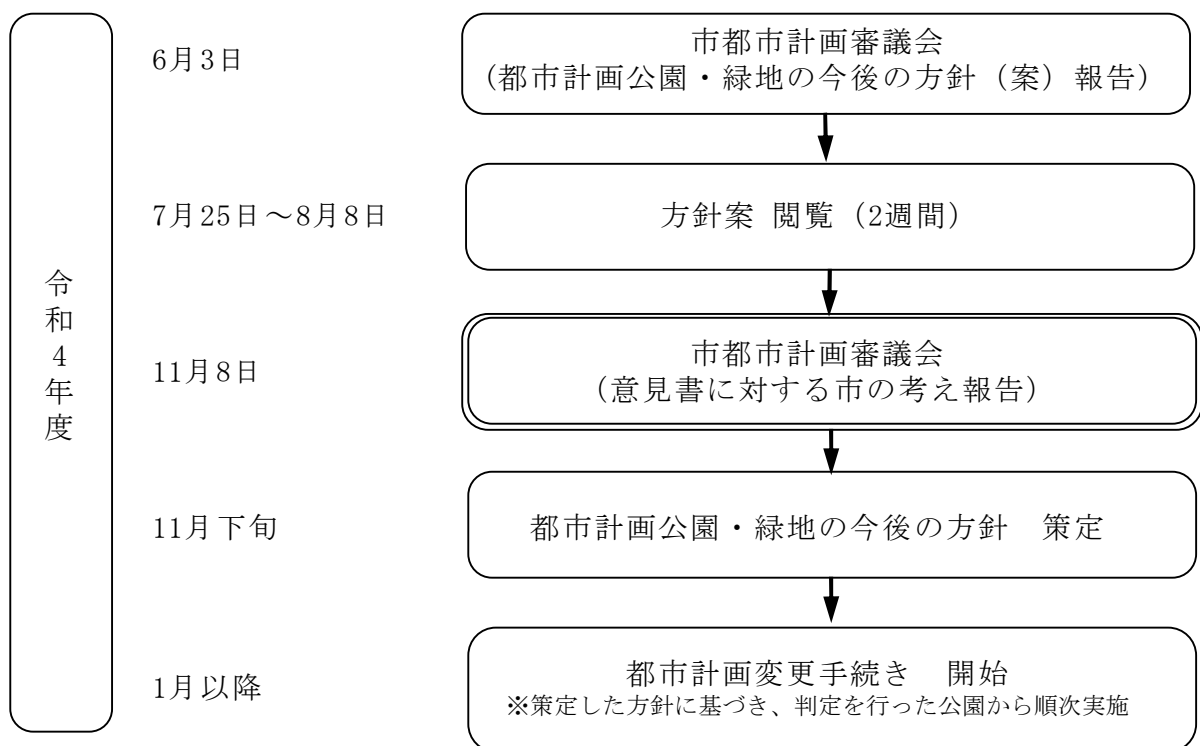 令和4年度
6月3日
市都市計画審議会
(都市計画公園・緑地の今後の方針（案）報告)
7月25日～8月8日
方針案 閲覧（2週間）
11月8日
市都市計画審議会
(意見書に対する市の考え報告)
11月下旬
都市計画公園・緑地の今後の方針　策定
1月以降
都市計画変更手続き　開始
※策定した方針に基づき、判定を行った公園から順次実施